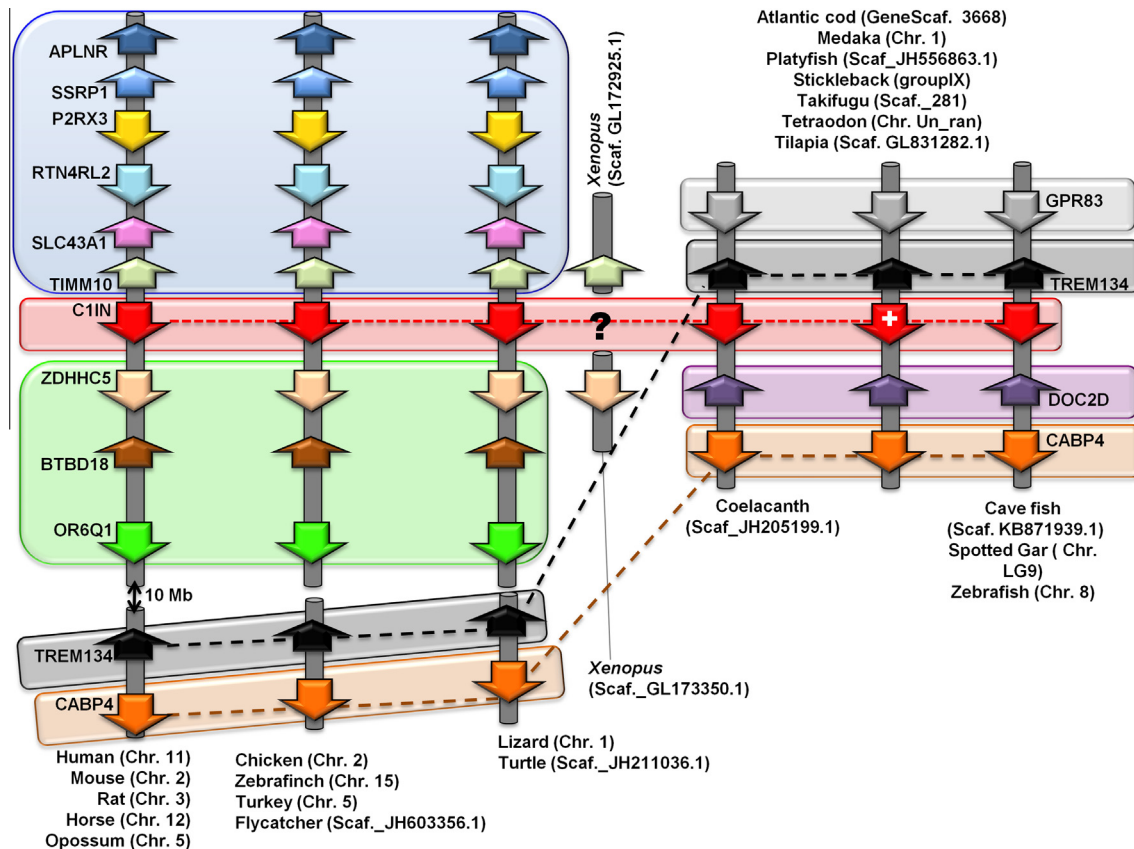 APLNR
SSRP1
P2RX3
RTN4RL2
SLC43A1
TIMM10
C1IN
ZDHHC5
BTBD18
OR6Q1
10 Mb
TREM134
CABP4
Human (Chr. 11)
Mouse (Chr. 2)
Rat (Chr. 3)
Horse (Chr. 12)
Opossum (Chr. 5)
Chicken (Chr. 2)
Zebrafinch (Chr. 15)
Turkey (Chr. 5)
Flycatcher (Scaf._JH603356.1)
Lizard (Chr. 1)
Turtle (Scaf._JH211036.1)
Xenopus
(Scaf. GL172925.1)
?
Xenopus
(Scaf._GL173350.1)
Atlantic cod (GeneScaf. 3668)
Medaka (Chr. 1)
Platyfish (Scaf_JH556863.1)
Stickleback (groupIX)
Takifugu (Scaf._281)
Tetraodon (Chr. Un_ran)
Tilapia (Scaf. GL831282.1)
GPR83
TREM134
+
DOC2D
CABP4
Coelacanth
(Scaf_JH205199.1)
Cave fish
(Scaf. KB871939.1)
Spotted Gar ( Chr.
LG9)
Zebrafish (Chr. 8)